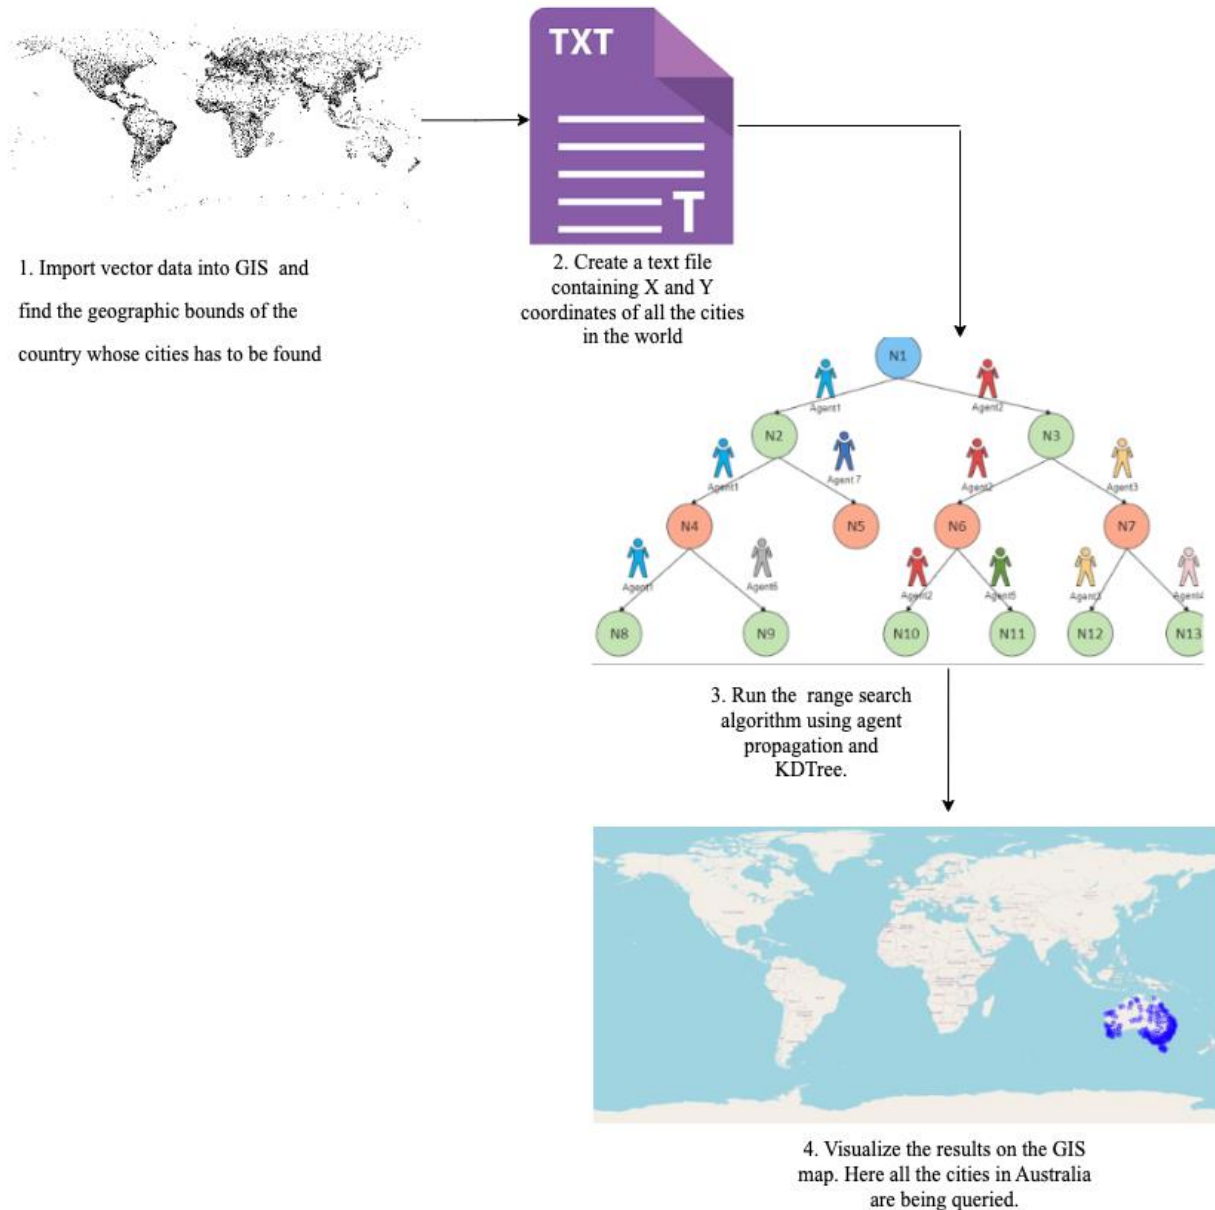 TXT
T
1. Import vector data into GIS and
find the geographic bounds of the
country whose cities has to be found
2. Create a text file
containing X and Y
coordinates of all the cities
in the world
N1
Agent1
Agent2
N2
N3
Agent1
Agent 7
Agent2
Agent3
N4
N5
N6
N7
Agent1
Agent6
Agent2
Agent5
Agent3
Agent4
N8
N9
N10
N11
N12
N13
3. Run the range search
algorithm using agent
propagation and
KDTree.
4. Visualize the results on the GIS
map. Here all the cities in Australia
are being queried.